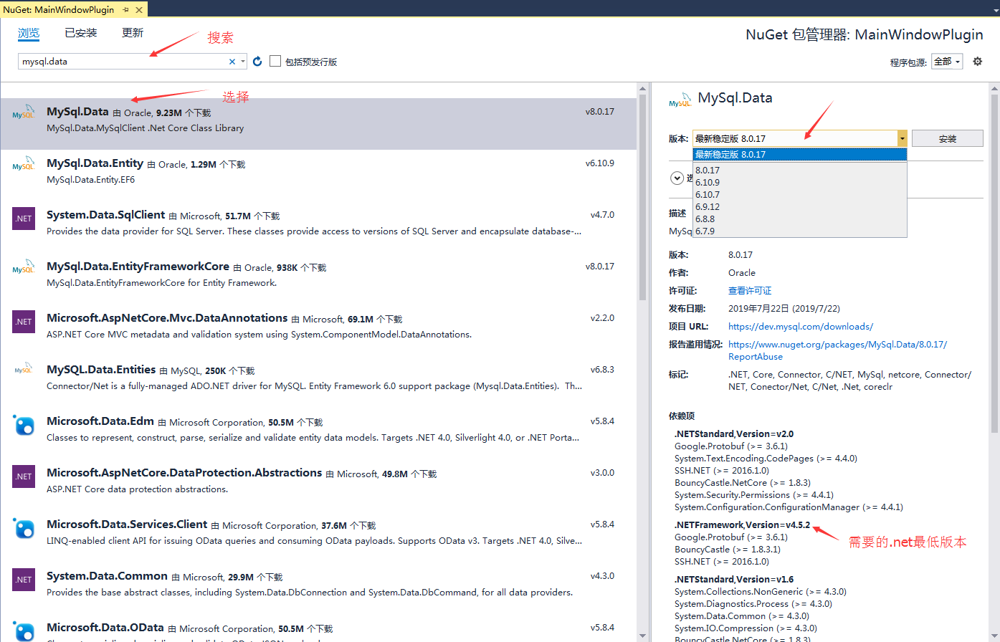 NuGet: MainWindowPlugin
浏览 已安装 更新
搜索
NuGet 包管理器: MainWindowPlugin
mysql.data
包括预发行版
程序包源: 全部
选择
MySQL
MySql.Data 由 Oracle, 9.23M 个下载
v8.0.17
MySql.Data.MySqlClient .Net Core Class Library
MySQL
MySql.Data.Entity 由 Oracle, 1.29M 个下载
v6.10.9
MySql.Data.Entity.EF6
.NET
System.Data.SqlClient 由 Microsoft, 51.7M 个下载
v4.7.0
Provides the data provider for SQL Server. These classes provide access to versions of SQL Server and encapsulate database-...
MySQL
MySql.Data.EntityFrameworkCore 由 Oracle, 938K 个下载
v8.0.17
MySql.Data.EntityFrameworkCore for Entity Framework.
.NET
Microsoft.AspNetCore.Mvc.DataAnnotations 由 Microsoft, 69.1M 个下载
v2.2.0
ASP.NET Core MVC metadata and validation system using System.ComponentModel.DataAnnotations.
MySQL
MySQL.Data.Entities 由 MySQL, 250K 个下载
v6.8.3
Connector/Net is a fully-managed ADO.NET driver for MySQL. Entity Framework 6.0 support package (Mysql.Data.Entities). Th...
Microsoft.Data.Edm 由 Microsoft Corporation, 50.5M 个下载
v5.8.4
Classes to represent, construct, parse, serialize and validate entity data models. Targets .NET 4.0, Silverlight 4.0, or .NET Porta...
.NET
Microsoft.AspNetCore.DataProtection.Abstractions 由 Microsoft, 49.8M 个下载
v3.0.0
ASP.NET Core data protection abstractions.
Microsoft.Data.Services.Client 由 Microsoft Corporation, 37.6M 个下载
v5.8.4
LINQ-enabled client API for issuing OData queries and consuming OData payloads. Supports OData v3. Targets .NET 4.0, Silve...
.NET
System.Data.Common 由 Microsoft, 29.9M 个下载
v4.3.0
Provides the base abstract classes, including System.Data.DbConnection and System.Data.DbCommand, for all data providers.
Microsoft.Data.OData 由 Microsoft Corporation, 50.5M 个下载
v5.8.4
MySQL
MySql.Data
版本: 最新稳定版 8.0.17
安装
最新稳定版 8.0.17
8.0.17
6.10.9
6.10.7
6.9.12
6.8.8
6.7.9
选
描述
MySq
版本: 8.0.17
作者: Oracle
许可证: 查看许可证
发布日期: 2019年7月22日 (2019/7/22)
项目 URL: https://dev.mysql.com/downloads/
报告滥用情况: https://www.nuget.org/packages/MySql.Data/8.0.17/
ReportAbuse
标记: .NET, Core, Connector, C/NET, MySql, netcore, Connector/
NET, Conector/Net, C/Net, .Net, coreclr
依赖项
.NETStandard,Version=v2.0
Google.Protobuf (>= 3.6.1)
System.Text.Encoding.CodePages (>= 4.4.0)
SSH.NET (>= 2016.1.0)
BouncyCastle.NetCore (>= 1.8.3)
System.Security.Permissions (>= 4.4.1)
System.Configuration.ConfigurationManager (>= 4.4.1)
.NETFramework,Version=v4.5.2
Google.Protobuf (>= 3.6.1)
BouncyCastle (>= 1.8.3.1)
SSH.NET (>= 2016.1.0)
需要的.net最低版本
.NETStandard,Version=v1.6
System.Collections.NonGeneric (>= 4.3.0)
System.Diagnostics.Process (>= 4.3.0)
System.Data.Common (>= 4.3.0)
System.IO.Compression (>= 4.3.0)
BouncyCastle.NetCore (>= 1.8.3)